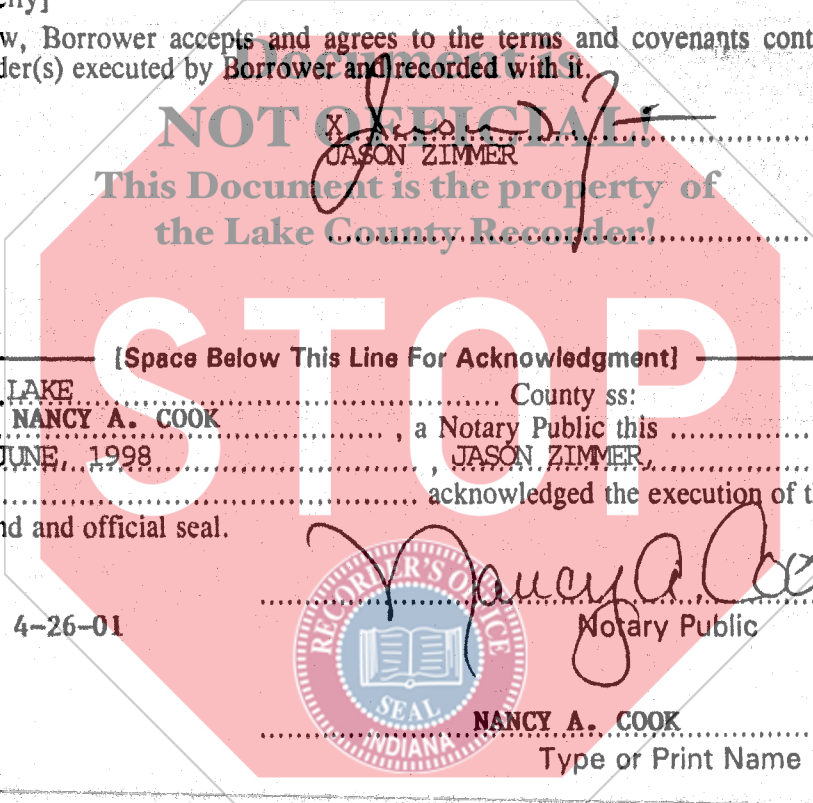 w, Borrower accepts and agrees to the terms and covenants cont
der(s) executed by Borrower and recorded with it.
Document is
NOT OFFICIAL!
This Document is the property of
the Lake County Recorder!
X
JASON ZIMMER
STOP
[Space Below This Line For Acknowledgment]
LAKE County ss:
NANCY A. COOK , a Notary Public this
JUNE, 1998 , JASON ZIMMER,
acknowledged the execution of t
nd and official seal.
Nancy A. Coo
4-26-01
Notary Public
RECORDER'S OFFICE
SEAL
INDIANA
NANCY A. COOK
Type or Print Name